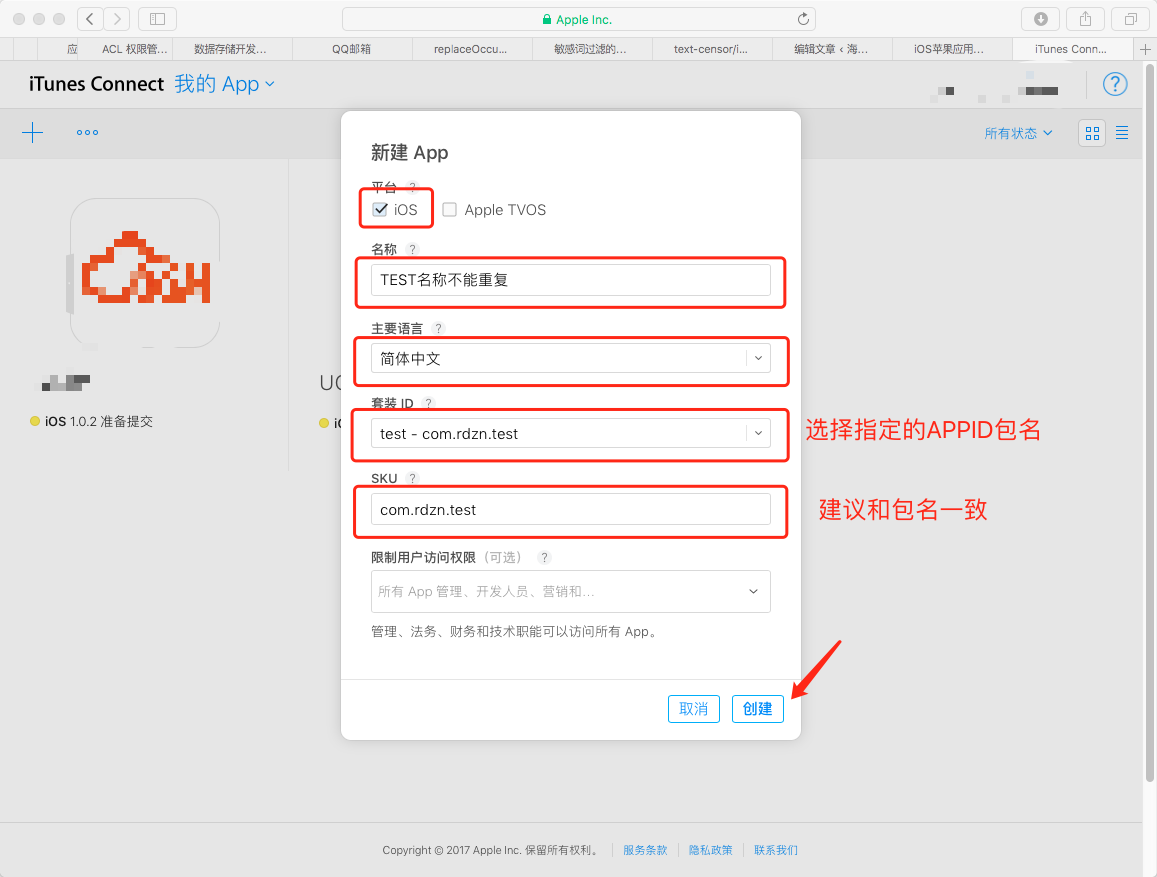 Apple Inc.
应
ACL 权限管...
数据存储开发...
QQ邮箱
replaceOccu...
敏感词过滤的...
text-censor/i...
编辑文章 ‹ 海...
iOS苹果应用...
iTunes Conn...
iTunes Connect 我的 App
?
所有状态
新建 App
平台 ?
iOS
Apple TVOS
名称 ?
TEST名称不能重复
主要语言 ?
简体中文
套装 ID ?
test - com.rdzn.test
选择指定的APPID包名
SKU ?
com.rdzn.test
建议和包名一致
限制用户访问权限（可选） ?
所有 App 管理、开发人员、营销和...
管理、法务、财务和技术职能可以访问所有 App。
取消
创建
iOS 1.0.2 准备提交
Copyright © 2017 Apple Inc. 保留所有权利。
服务条款
隐私政策
联系我们